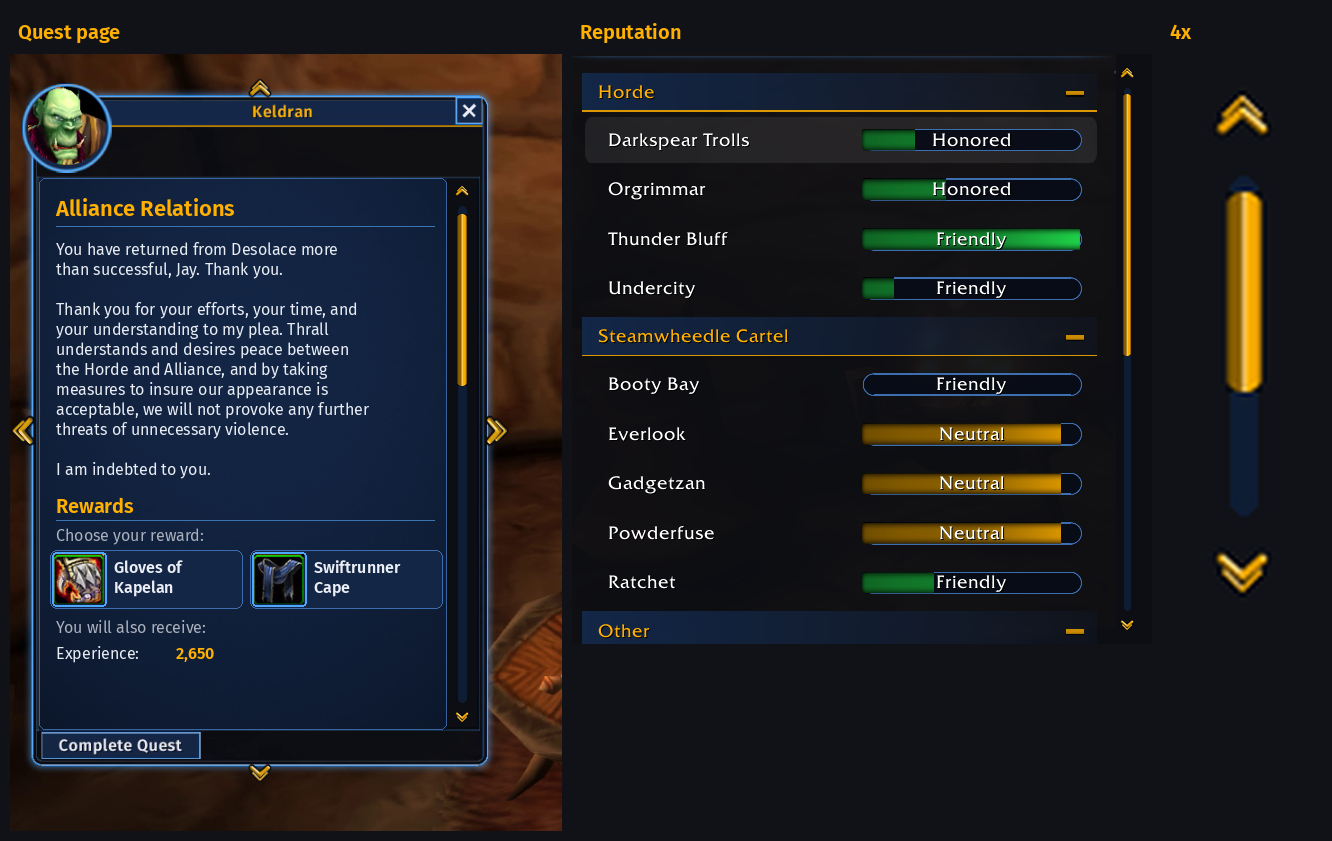 Quest page
Keldran
Alliance Relations
You have returned from Desolace more
than successful, Jay. Thank you.
Thank you for your efforts, your time, and
your understanding to my plea. Thrall
understands and desires peace between
the Horde and Alliance, and by taking
measures to insure our appearance is
acceptable, we will not provoke any further
threats of unnecessary violence.
I am indebted to you.
Rewards
Choose your reward:
Gloves of
Kapelan
Swiftrunner
Cape
You will also receive:
Experience: 2,650
Complete Quest
Reputation
Horde
Darkspear Trolls Honored
Orgrimmar Honored
Thunder Bluff Friendly
Undercity Friendly
Steamwheedle Cartel
Booty Bay Friendly
Everlook Neutral
Gadgetzan Neutral
Powderfuse Neutral
Ratchet Friendly
Other
4x